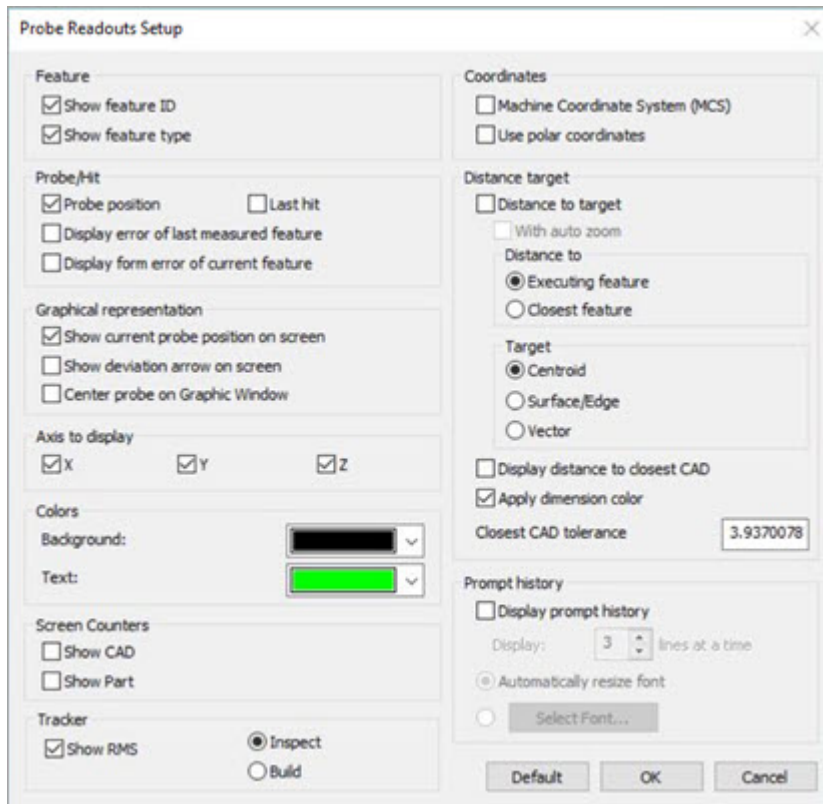 Probe Readouts Setup
Feature
Show feature ID
Show feature type
Probe/Hit
Probe position Last hit
Display error of last measured feature
Display form error of current feature
Graphical representation
Show current probe position on screen
Show deviation arrow on screen
Center probe on Graphic Window
Axis to display
X Y Z
Colors
Background:
Text:
Screen Counters
Show CAD
Show Part
Tracker
Show RMS Inspect
Build
Coordinates
Machine Coordinate System (MCS)
Use polar coordinates
Distance target
Distance to target
With auto zoom
Distance to
Executing feature
Closest feature
Target
Centroid
Surface/Edge
Vector
Display distance to closest CAD
Apply dimension color
Closest CAD tolerance 3.9370078
Prompt history
Display prompt history
Display: 3 lines at a time
Automatically resize font
Select Font...
Default OK Cancel